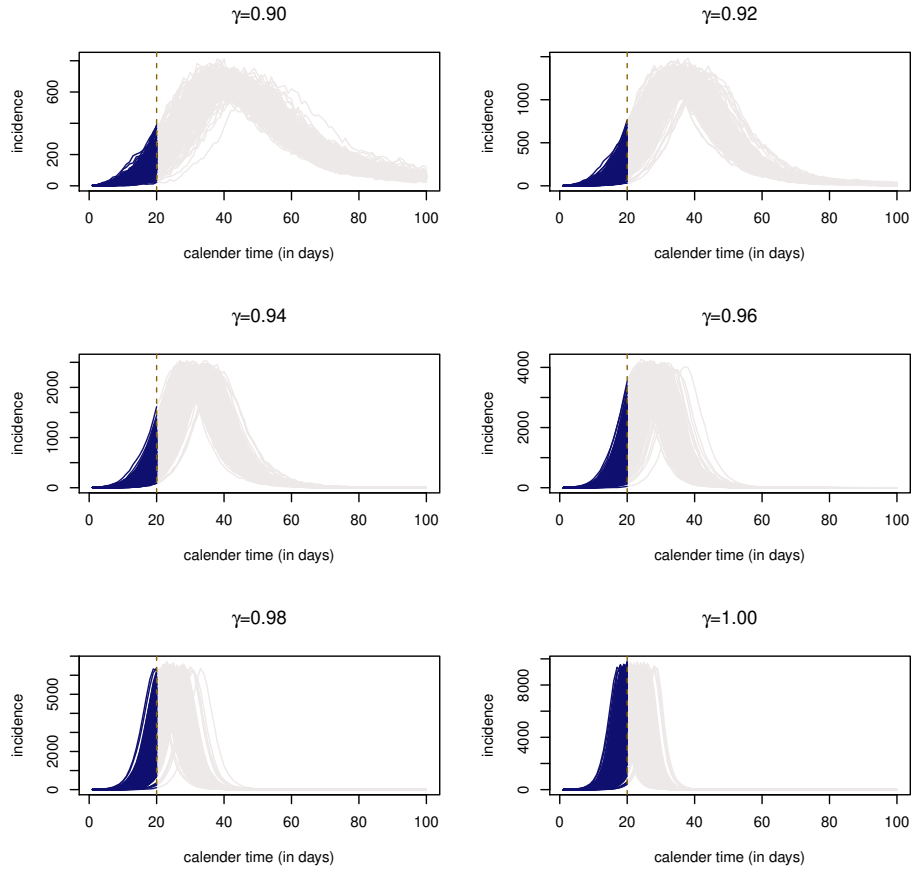 γ=0.90
incidence
200
600
0 20 40 60 80 100
0
calender time (in days)
γ=0.92
incidence
0 500 1000
0 20 40 60 80 100
calender time (in days)
γ=0.94
incidence
0 1000 2000
0 20 40 60 80 100
calender time (in days)
γ=0.96
incidence
0 2000 4000
0 20 40 60 80 100
calender time (in days)
γ=0.98
incidence
0 2000 5000
0 20 40 60 80 100
calender time (in days)
γ=1.00
incidence
0 4000 8000
0 20 40 60 80 100
calender time (in days)